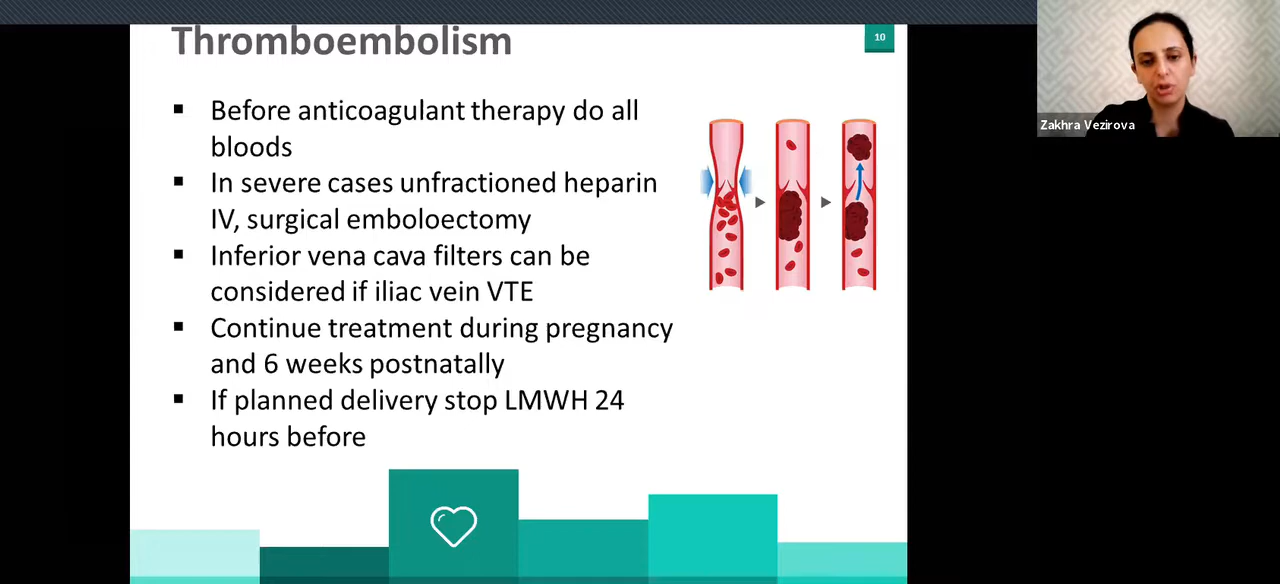 Thromboembolism
10
▪ Before anticoagulant therapy do all
bloods
▪ In severe cases unfractioned heparin
IV, surgical emboloectomy
▪ Inferior vena cava filters can be
considered if iliac vein VTE
▪ Continue treatment during pregnancy
and 6 weeks postnatally
▪ If planned delivery stop LMWH 24
hours before
Zakhra Vezirova